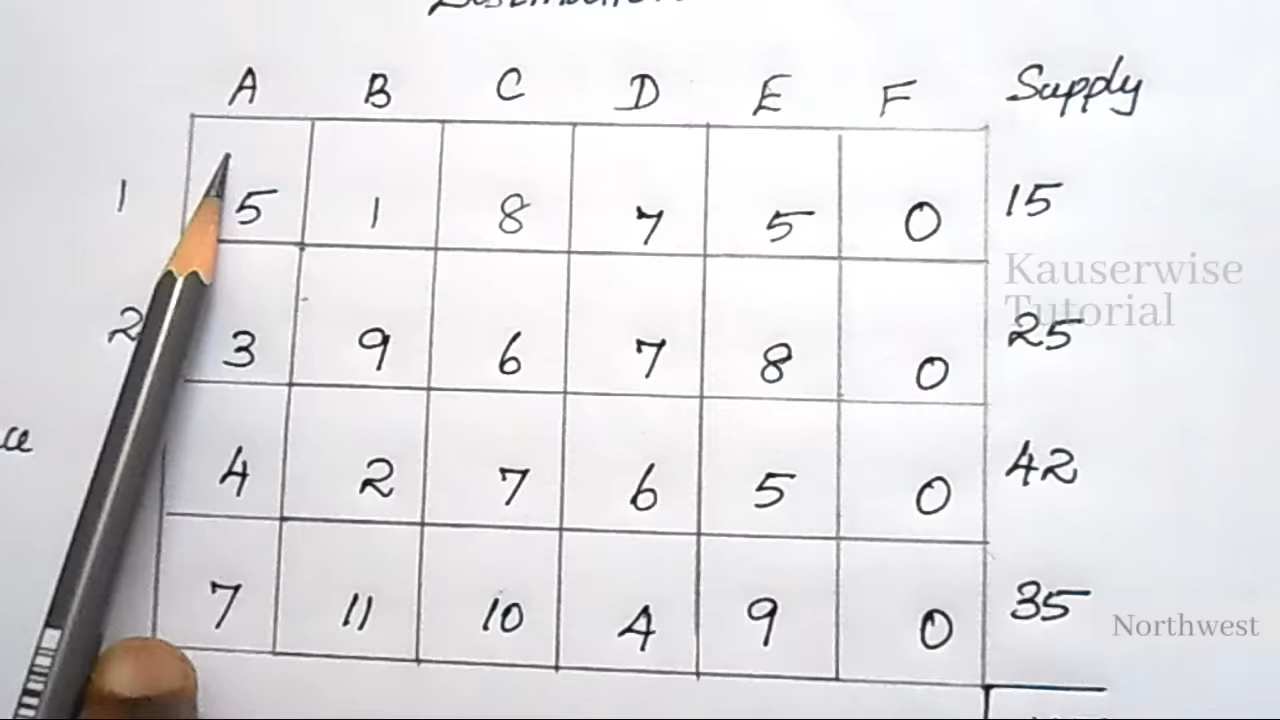 A B C D E F Supply
1 5 1 8 7 5 0 15
Kauserwise
Tutorial
2 3 9 6 7 8 0 25
4 2 7 6 5 0 42
7 11 10 4 9 0 35
Northwest